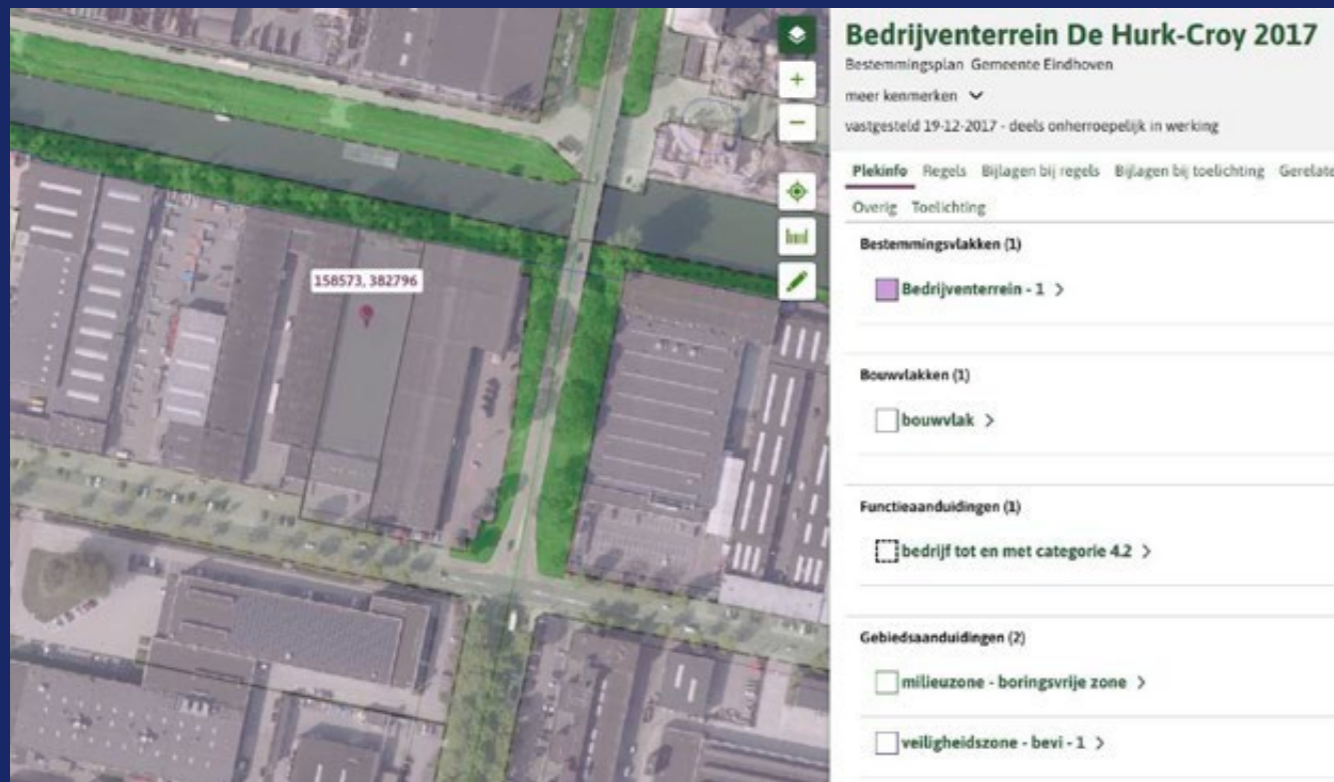 158573, 382796
Bedrijventerrein De Hurk-Croy 2017
Bestemmingsplan Gemeente Eindhoven
meer kenmerken
vastgesteld 19-12-2017 - deels onherroepelijk in werking
Plekinfo Regels Bijlagen bij regels Bijlagen bij toelichting Gerelate
Overig Toelichting
Bestemmingsvlakken (1)
Bedrijventerrein - 1 >
Bouwvlakken (1)
bouwvlak >
Functieaanduidingen (1)
bedrijf tot en met categorie 4.2 >
Gebiedsaanduidingen (2)
milieuzone - boringsvrije zone >
veiligheidszone - bevi - 1 >